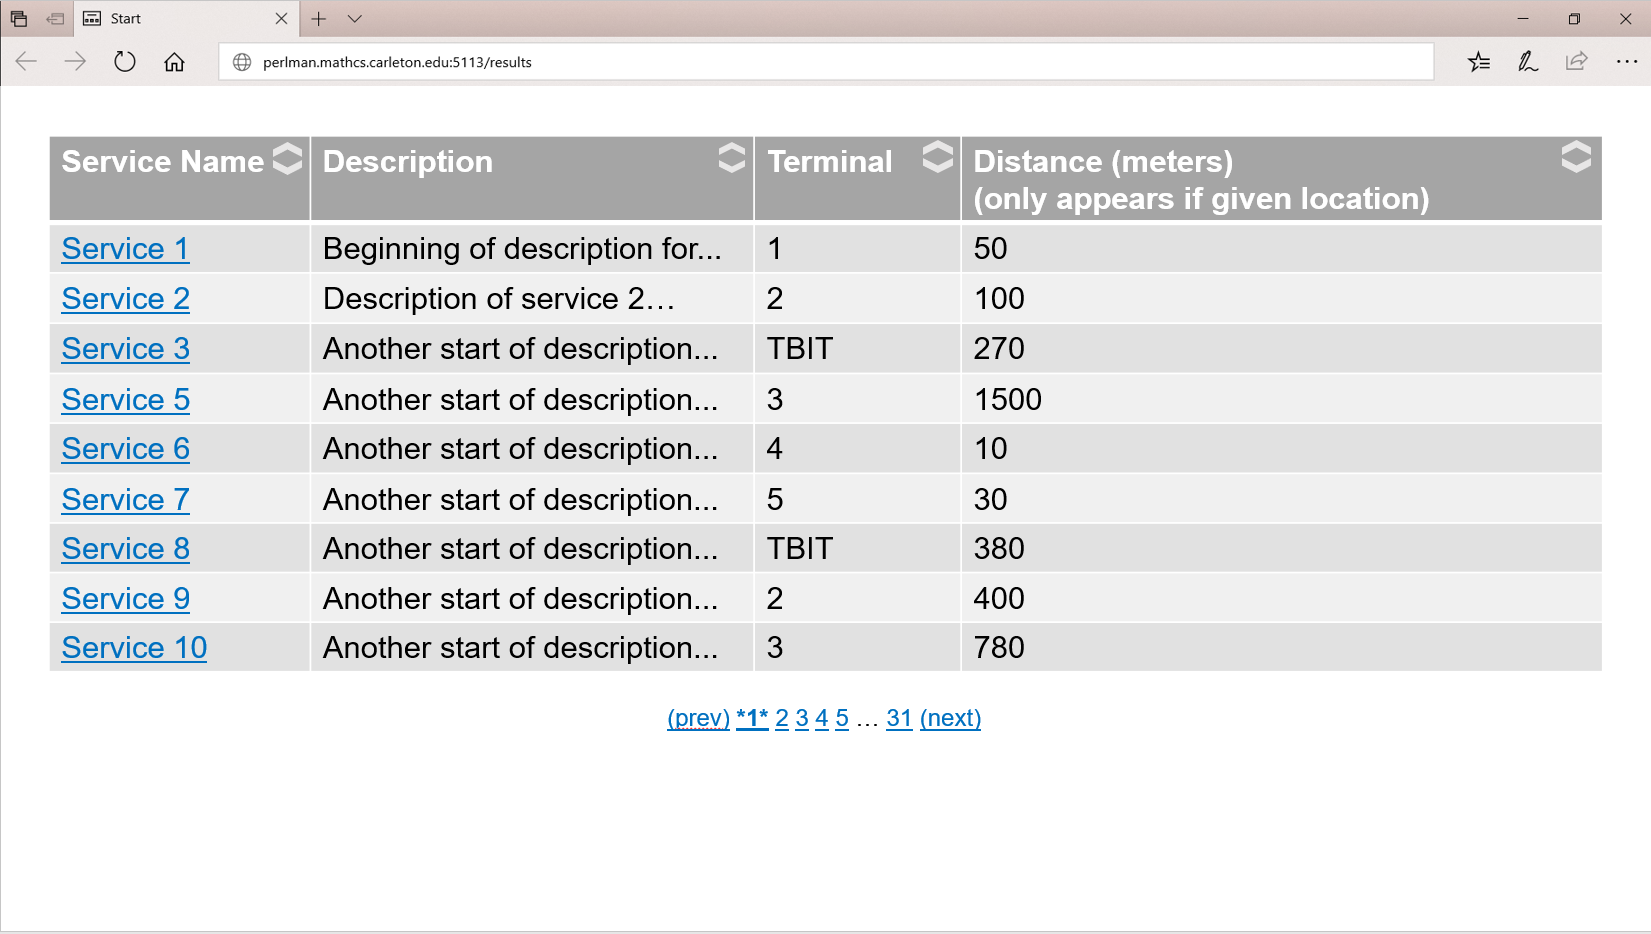 Start
perlman.mathcs.carleton.edu:5113/results
Service Name Description Terminal Distance (meters)
(only appears if given location)
Service 1 Beginning of description for... 1 50
Service 2 Description of service 2… 2 100
Service 3 Another start of description... TBIT 270
Service 5 Another start of description... 3 1500
Service 6 Another start of description... 4 10
Service 7 Another start of description... 5 30
Service 8 Another start of description... TBIT 380
Service 9 Another start of description... 2 400
Service 10 Another start of description... 3 780
(prev) *1* 2 3 4 5 … 31 (next)